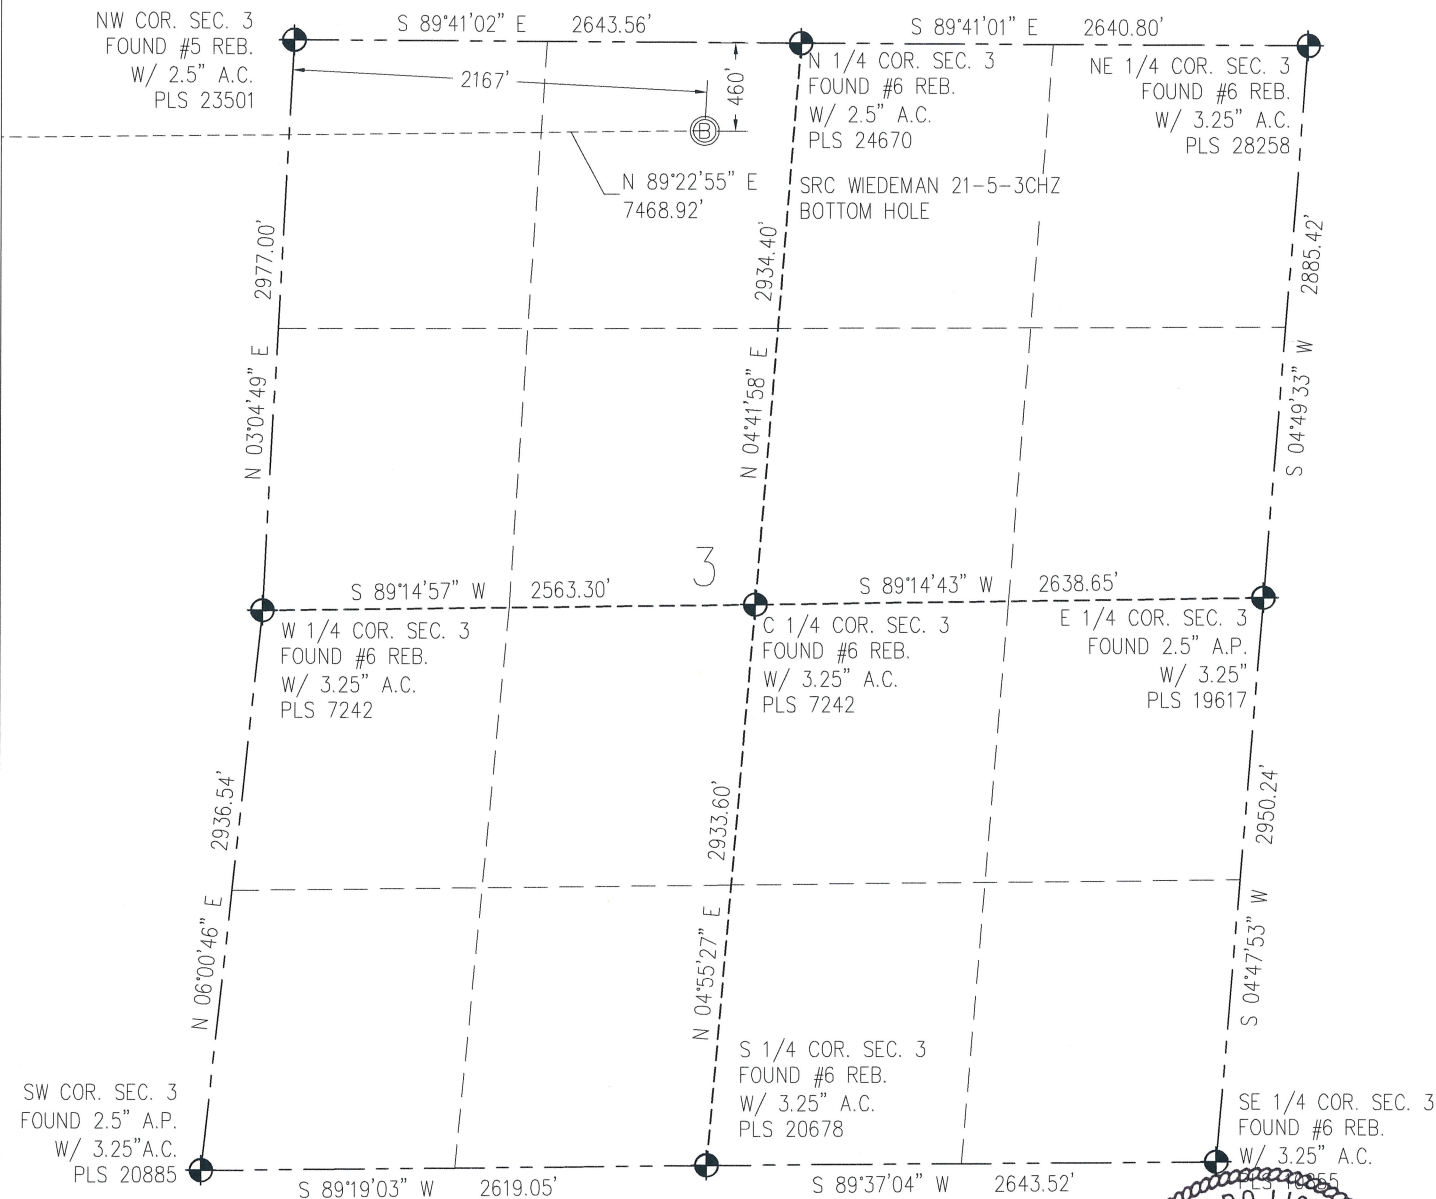 NW COR. SEC. 3
FOUND #5 REB.
W/ 2.5" A.C.
PLS 23501
S 89°41'02" E 2643.56'
S 89°41'01" E 2640.80'
N 1/4 COR. SEC. 3
FOUND #6 REB.
W/ 2.5" A.C.
PLS 24670
NE 1/4 COR. SEC. 3
FOUND #6 REB.
W/ 3.25" A.C.
PLS 28258
2167'
460'
B
N 89°22'55" E
7468.92'
SRC WIEDEMAN 21-5-3CHZ
BOTTOM HOLE
N 03°04'49" E 2977.00'
N 04°41'58" E 2934.40'
S 04°49'33" W 2885.42'
3
S 89°14'57" W 2563.30'
S 89°14'43" W 2638.65'
W 1/4 COR. SEC. 3
FOUND #6 REB.
W/ 3.25" A.C.
PLS 7242
C 1/4 COR. SEC. 3
FOUND #6 REB.
W/ 3.25" A.C.
PLS 7242
E 1/4 COR. SEC. 3
FOUND 2.5" A.P.
W/ 3.25"
PLS 19617
N 06°00'46" E 2936.54'
N 04°55'27" E 2933.60'
S 04°47'53" W 2950.24'
SW COR. SEC. 3
FOUND 2.5" A.P.
W/ 3.25"A.C.
PLS 20885
S 1/4 COR. SEC. 3
FOUND #6 REB.
W/ 3.25" A.C.
PLS 20678
SE 1/4 COR. SEC. 3
FOUND #6 REB.
W/ 3.25" A.C.
PLS
S 89°19'03" W 2619.05'
S 89°37'04" W 2643.52'